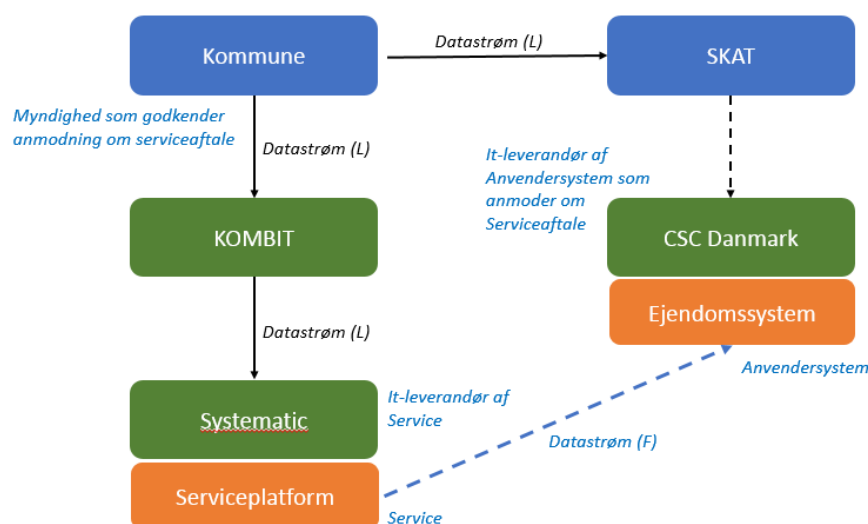 Kommune
Datastrøm (L)
SKAT
Myndighed som godkender
anmodning om serviceaftale
Datastrøm (L)
It-leverandør af
Anvendersystem som
anmoder om
Serviceaftale
KOMBIT
CSC Danmark
Ejendomssystem
Datastrøm (L)
Anvendersystem
It-leverandør af
Service
Systematic
Datastrøm (F)
Serviceplatform
Service